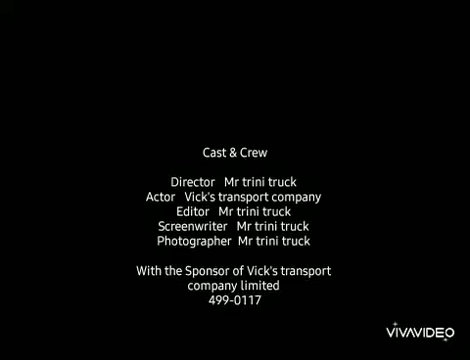 Cast & Crew
Director Mr trini truck
Actor Vick's transport company
Editor Mr trini truck
Screenwriter Mr trini truck
Photographer Mr trini truck
With the Sponsor of Vick's transport
company limited
499-0117
VIVAVIDEO